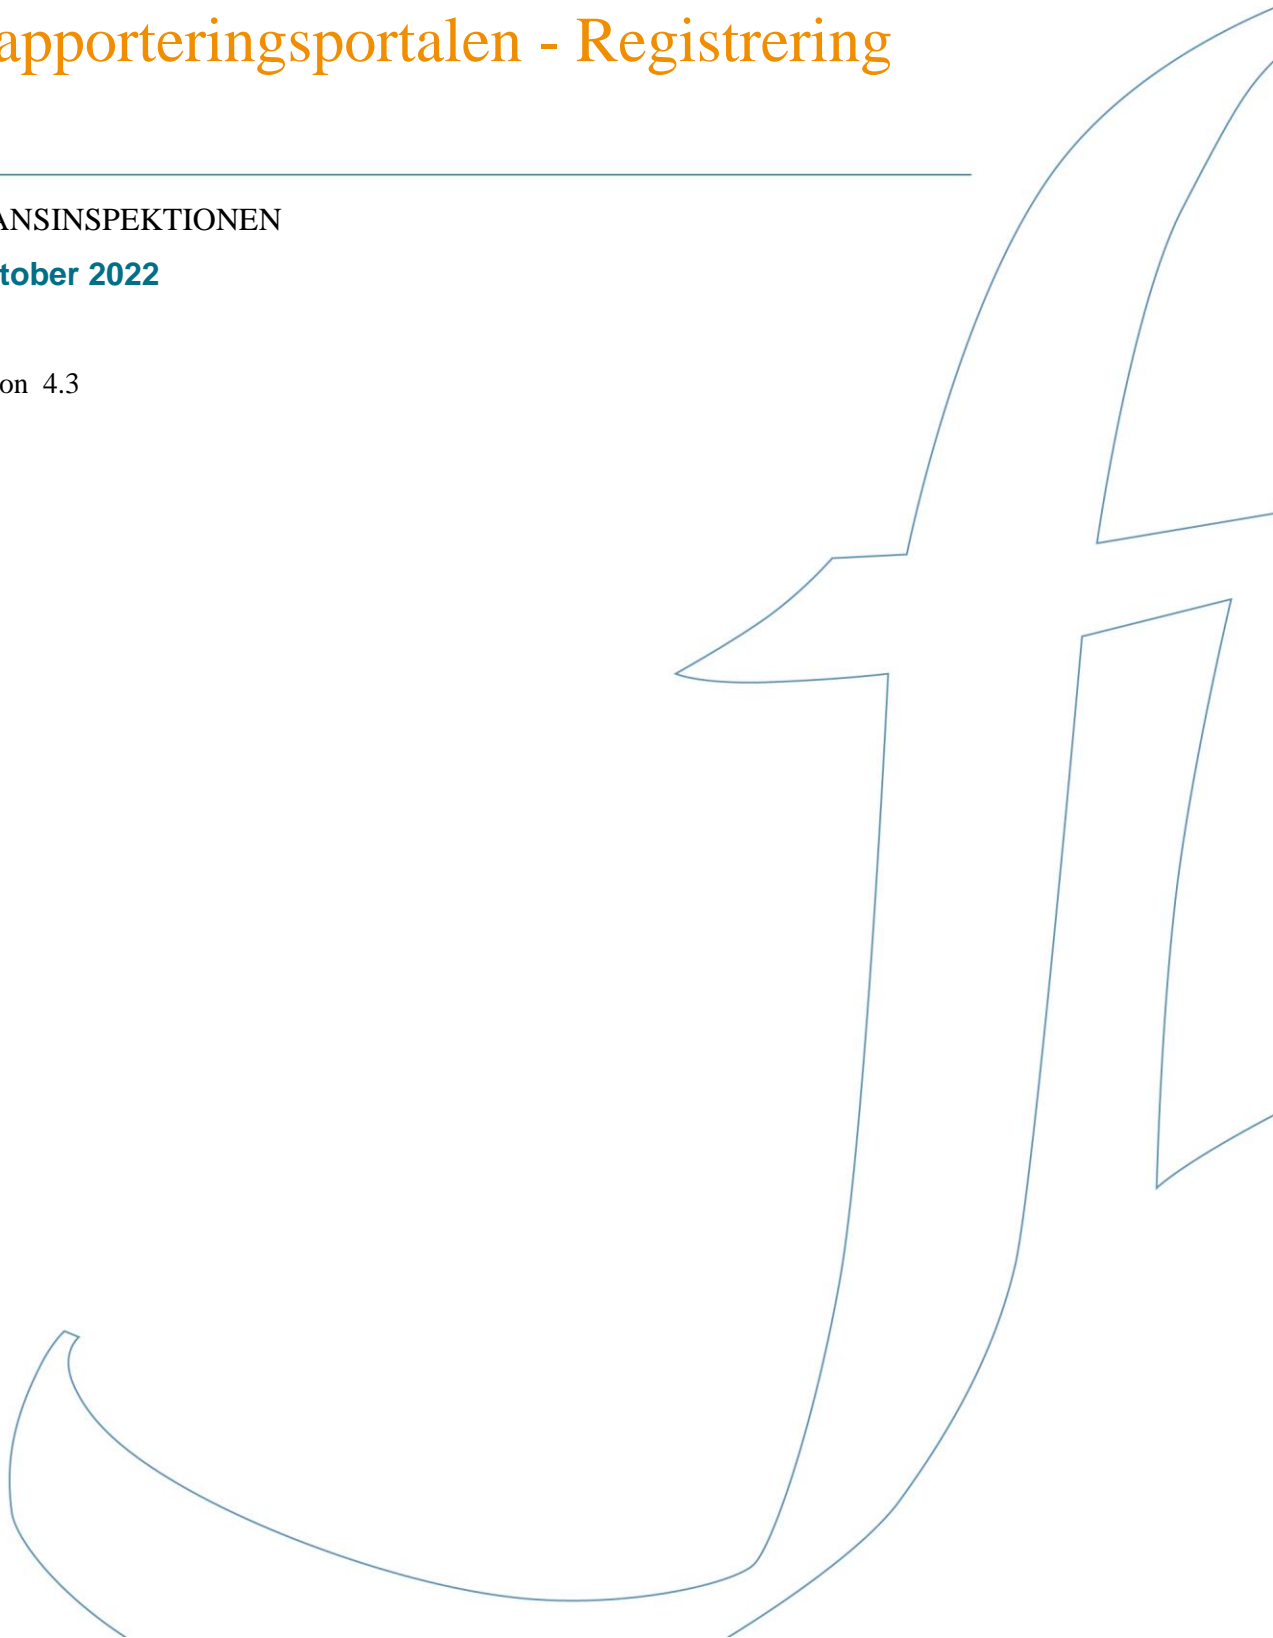 apporteringsportalen - Registrering
ANSINSPEKTIONEN
tober 2022
on 4.3